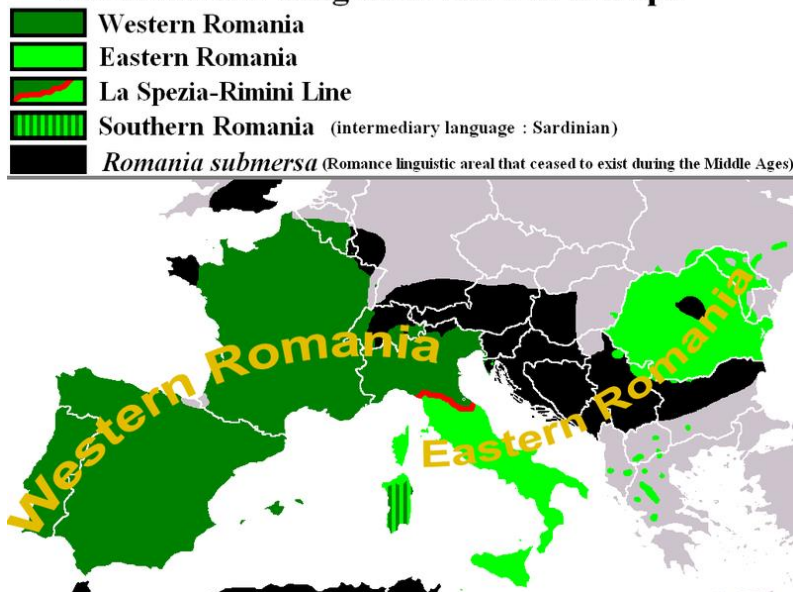 Western Romania
Eastern Romania
La Spezia-Rimini Line
Southern Romania (intermediary language : Sardinian)
Romania submersa (Romance linguistic areal that ceased to exist during the Middle Ages)
Western Romania
Eastern Romania